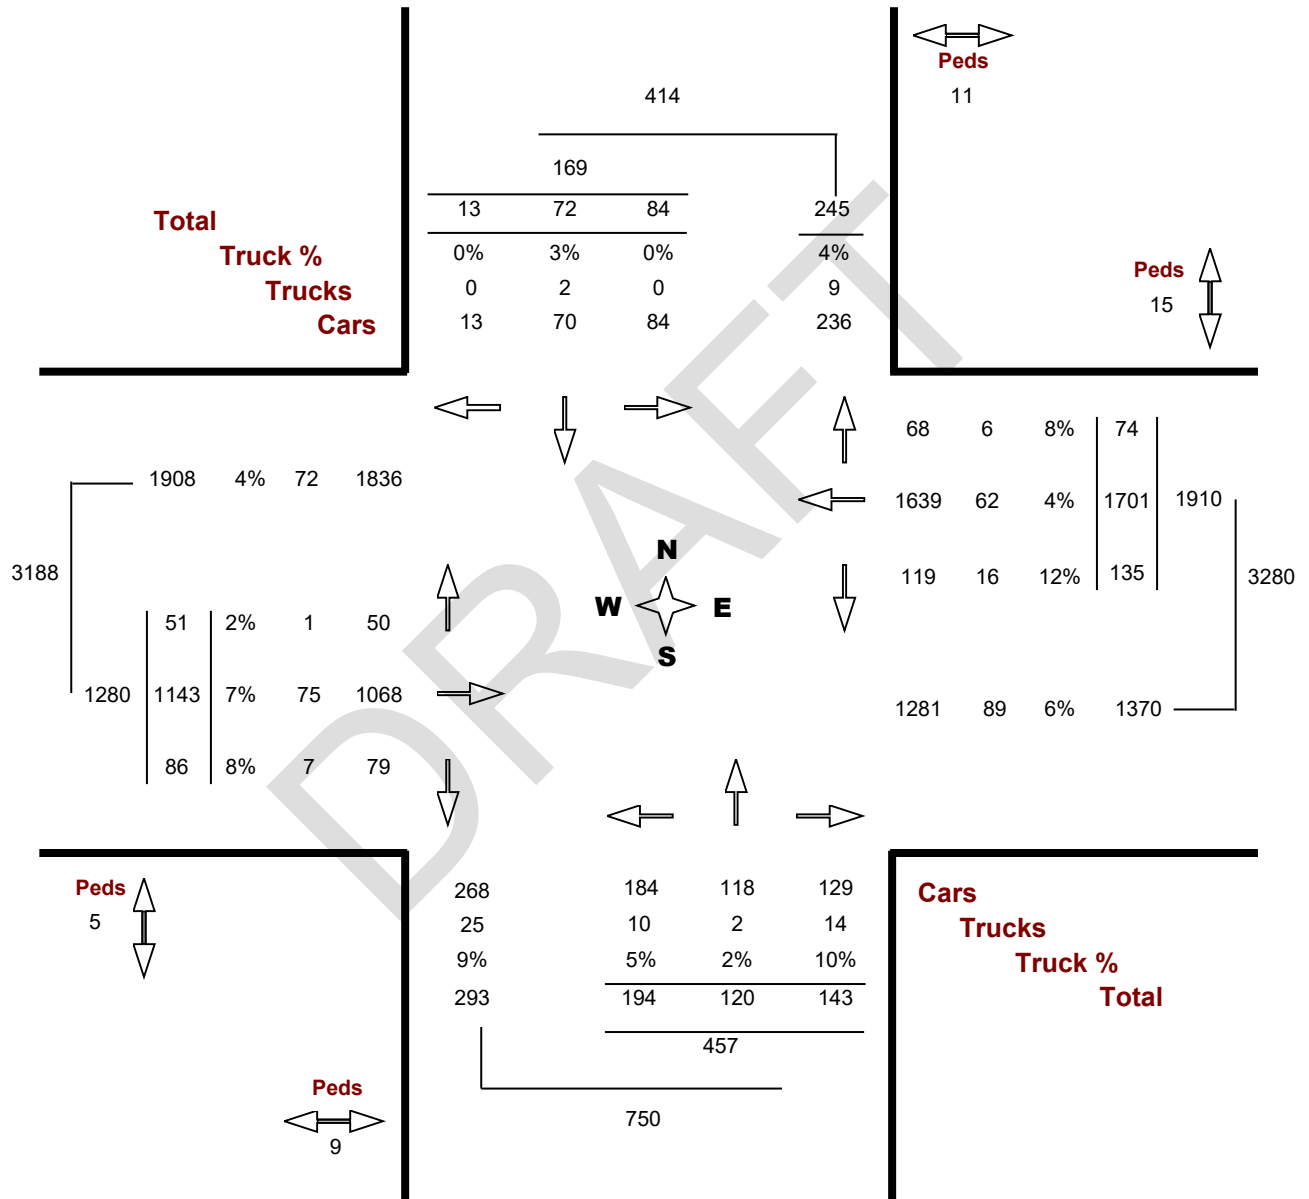 Peds
11
414
169
13 72 84 245
Total
0% 3% 0% 4%
Truck %
0 2 0 9
Trucks
13 70 84 236
Cars
Peds
15
68 6 8% 74
1908 4% 72 1836
1639 62 4% 1701 1910
N
3188
119 16 12% 135
3280
W E
S
51 2% 1 50
1280 1143 7% 75 1068
1281 89 6% 1370
86 8% 7 79
DRAFT
Peds
5
268 184 118 129
Cars
25 10 2 14
Trucks
9% 5% 2% 10%
Truck %
293 194 120 143
Total
457
Peds
9
750